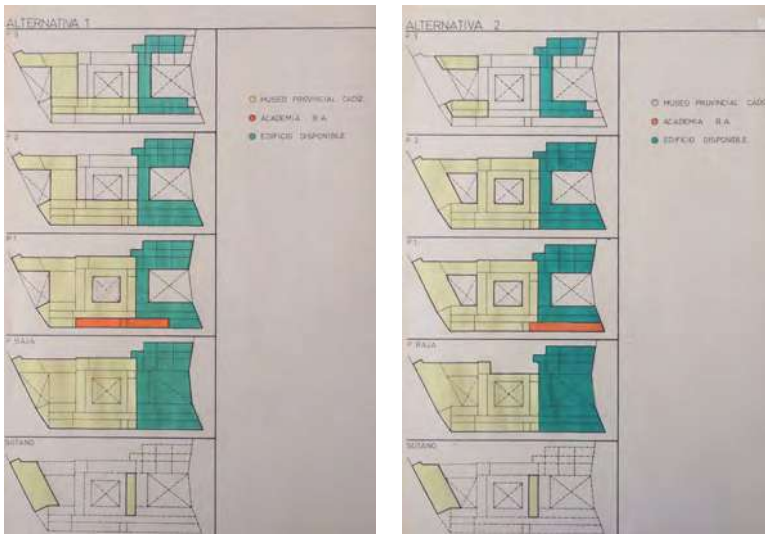 ALTERNATIVA 1
P 3
MUSEO PROVINCIAL CADIZ
ACADEMIA B.A.
EDIFICIO DISPONIBLE
P 2
P 1
P BAJA
SOTANO
ALTERNATIVA 2
P 3
MUSEO PROVINCIAL CADIZ
ACADEMIA B.A.
EDIFICIO DISPONIBLE
P 2
P 1
P BAJA
SOTANO